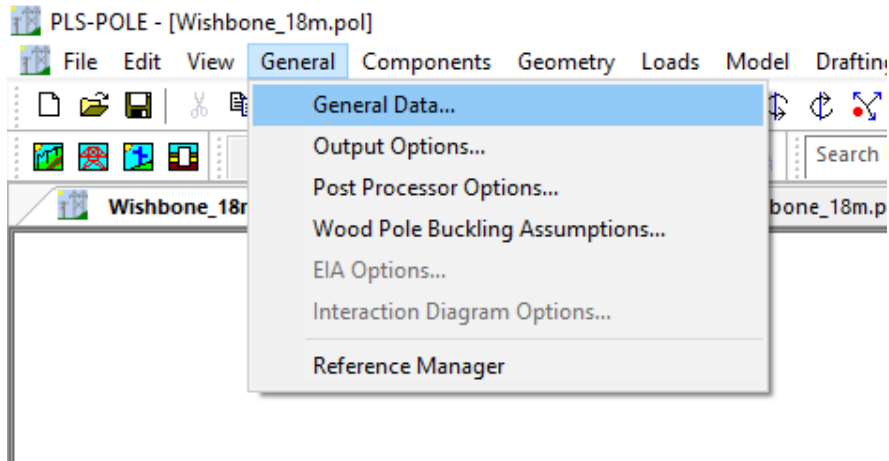 PLS-POLE - [Wishbone_18m.pol]
File Edit View General Components Geometry Loads Model Drafting
General Data...
Output Options...
Search
Post Processor Options...
Wishbone_18m
bone_18m.p
Wood Pole Buckling Assumptions...
EIA Options...
Interaction Diagram Options...
Reference Manager